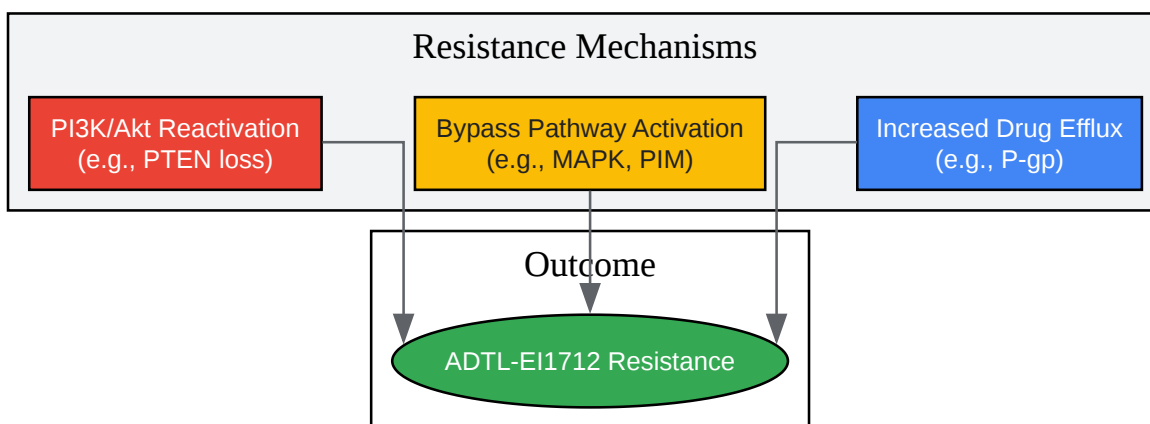 Resistance Mechanisms
PI3K/Akt Reactivation
(e.g., PTEN loss)
Bypass Pathway Activation
(e.g., MAPK, PIM)
Increased Drug Efflux
(e.g., P-gp)
Outcome
ADTL-EI1712 Resistance